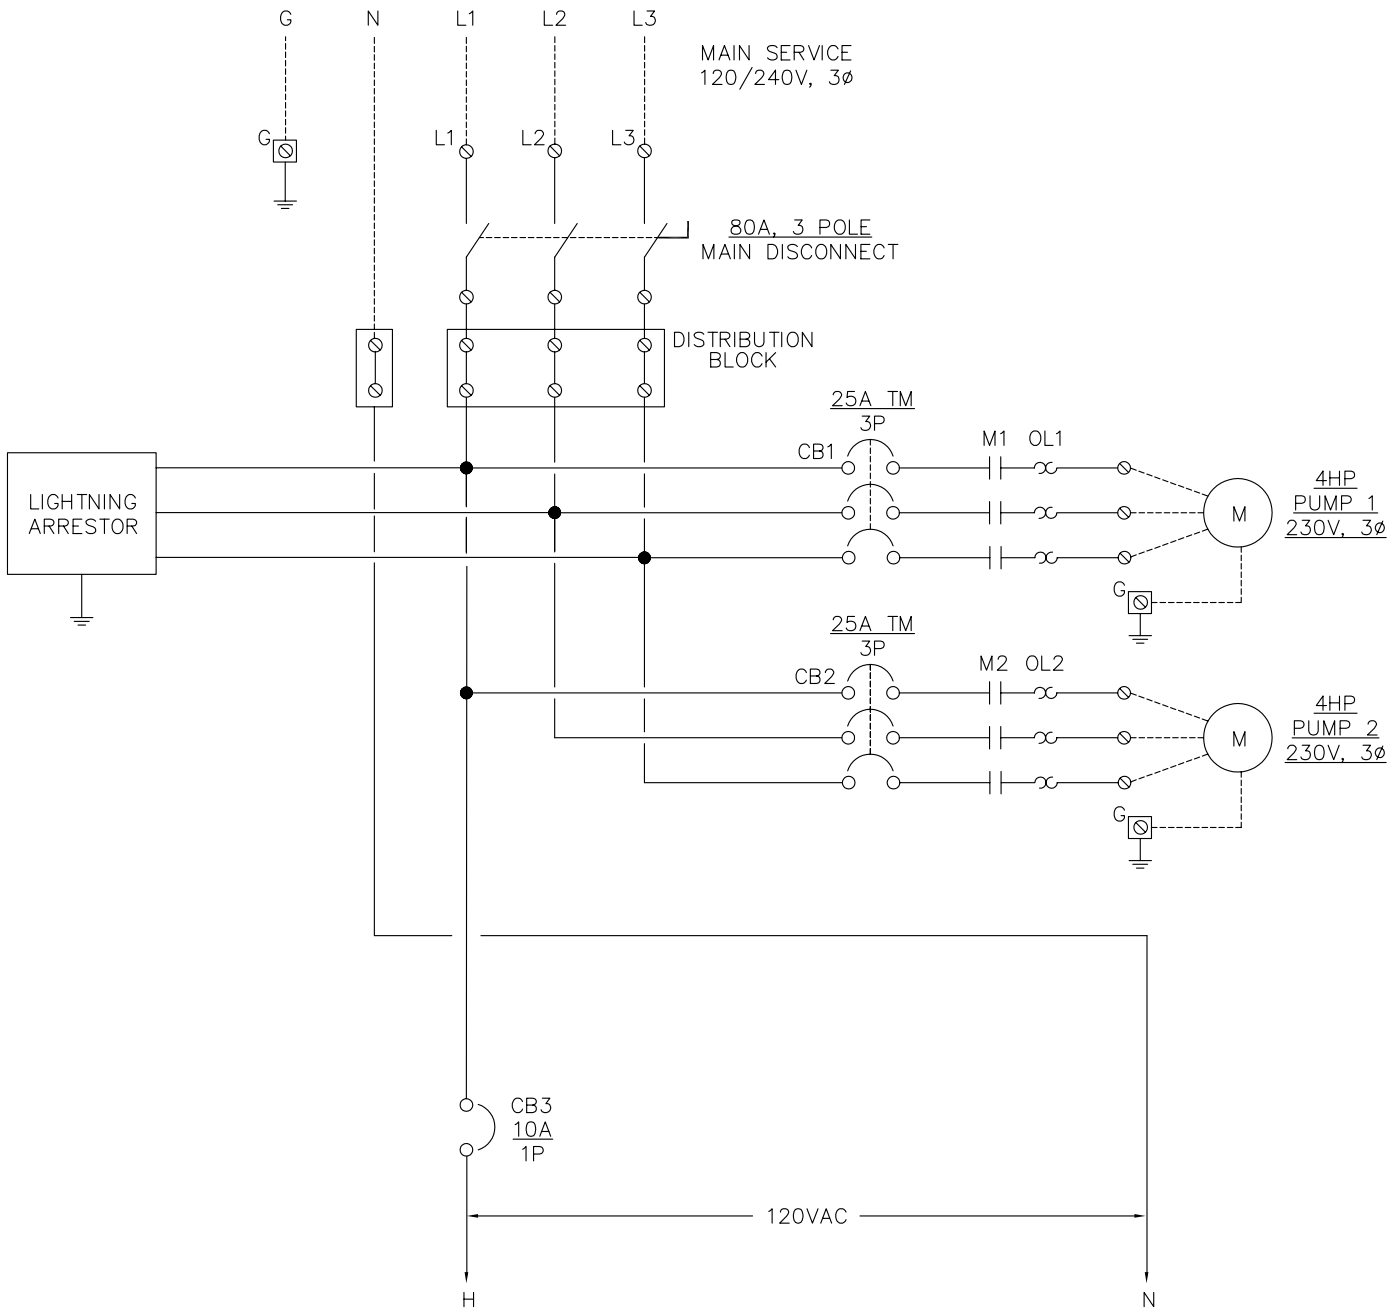 G N L1 L2 L3
MAIN SERVICE
120/240V, 3ø
G
L1 L2 L3
80A, 3 POLE
MAIN DISCONNECT
DISTRIBUTION
BLOCK
25A TM
3P
CB1
M1 OL1
LIGHTNING
ARRESTOR
M
4HP
PUMP 1
230V, 3ø
G
25A TM
3P
CB2
M2 OL2
M
4HP
PUMP 2
230V, 3ø
G
CB3
10A
1P
120VAC
H N